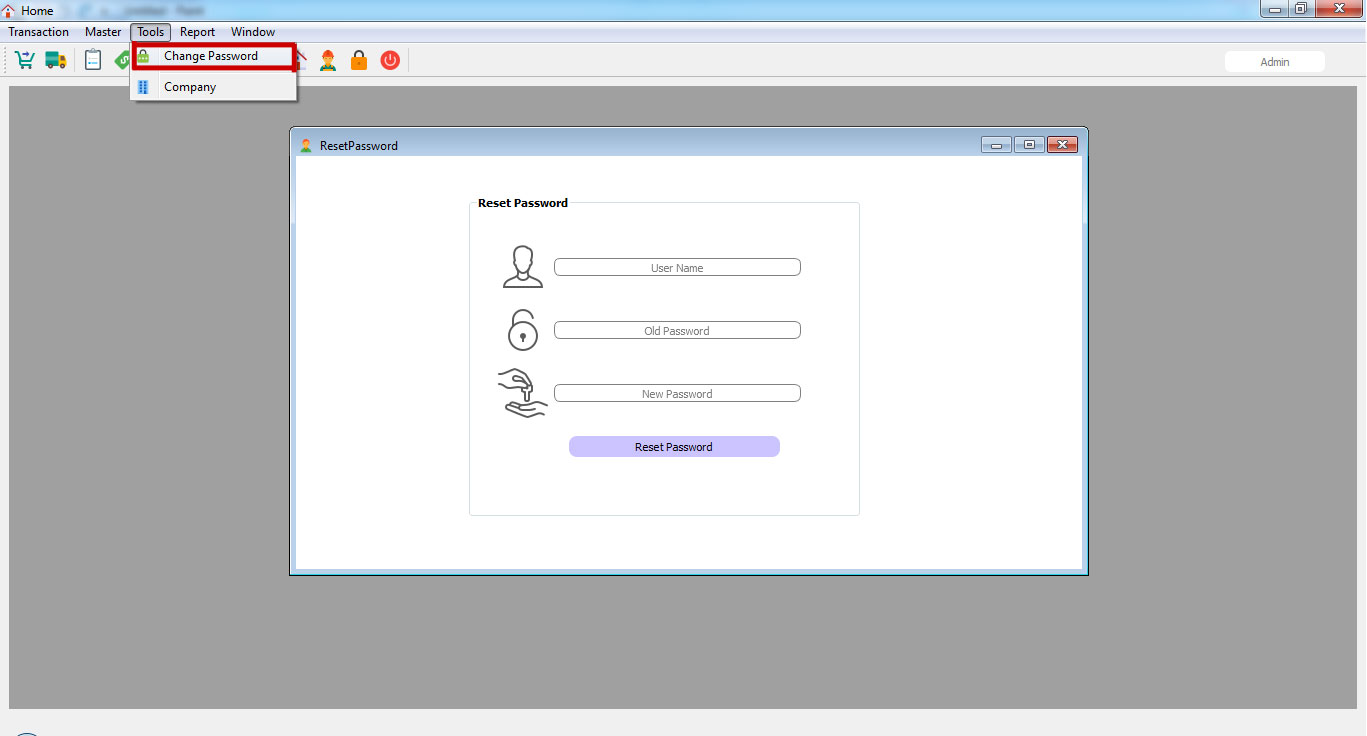 Home
Transaction Master Tools Report Window
Change Password
Admin
Company
ResetPassword
Reset Password
User Name
Old Password
New Password
Reset Password